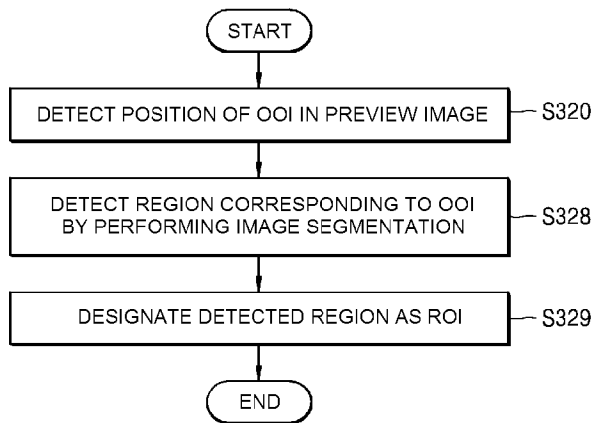 START
DETECT POSITION OF OOI IN PREVIEW IMAGE
S320
DETECT REGION CORRESPONDING TO OOI
BY PERFORMING IMAGE SEGMENTATION
S328
DESIGNATE DETECTED REGION AS ROI
S329
END